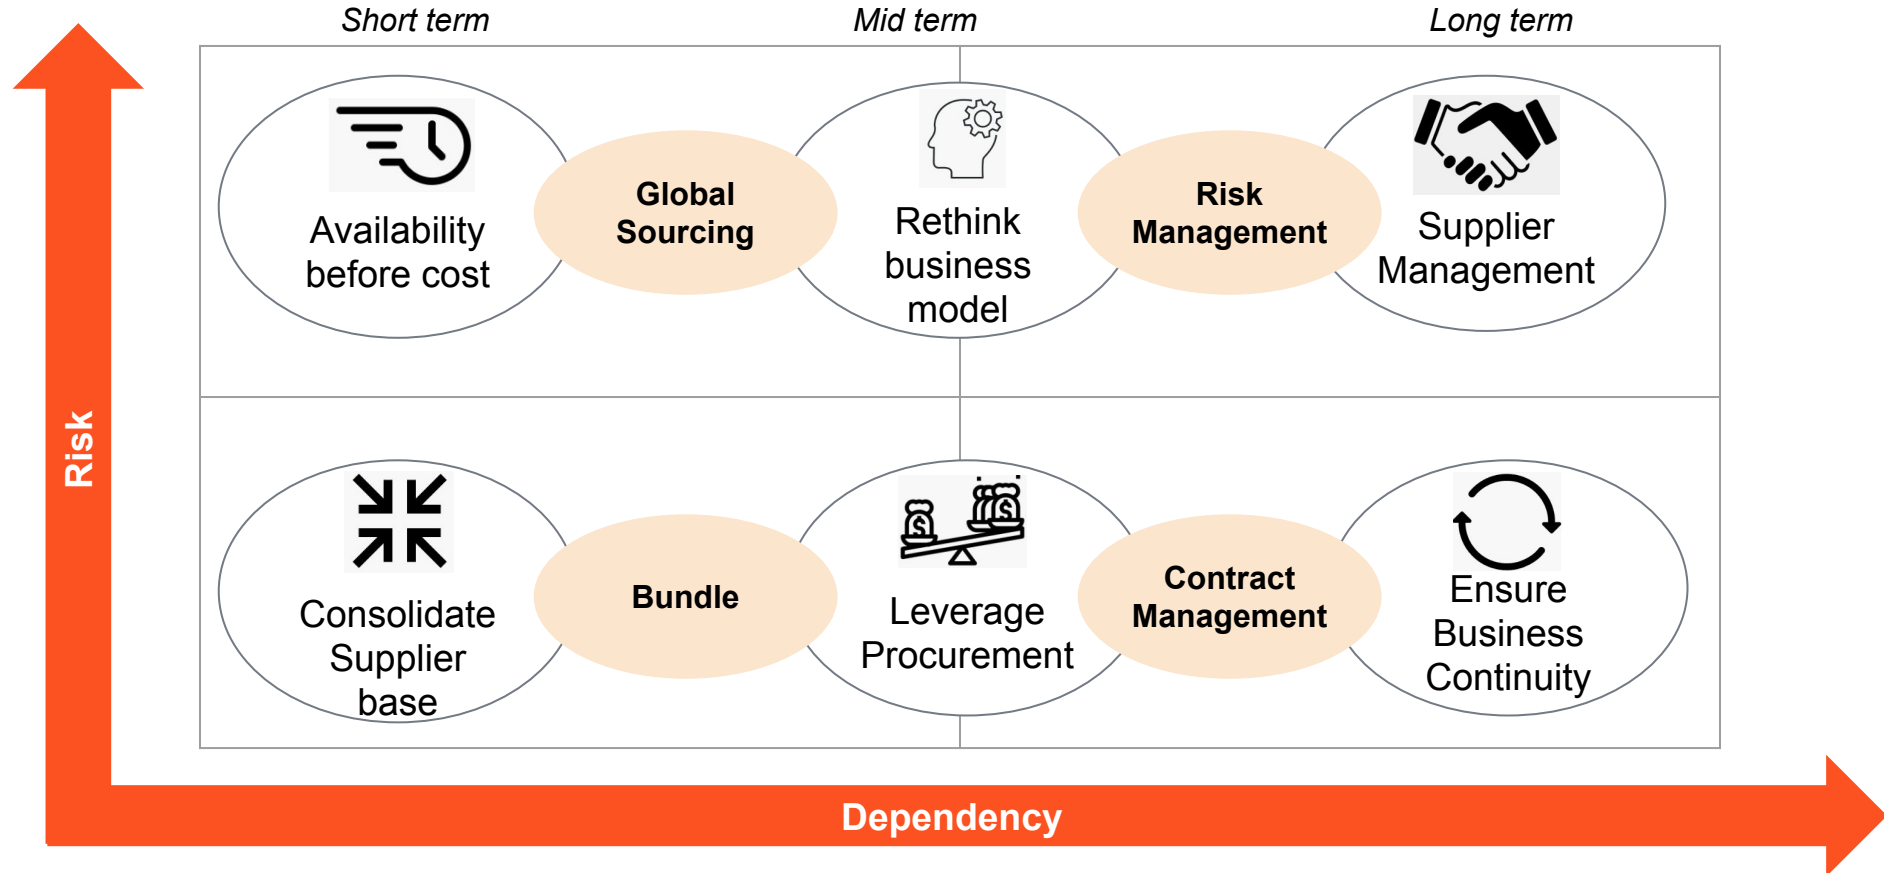 Short term
Mid term
Long term
Availability
before cost
Global
Sourcing
Rethink
business
model
Risk
Management
Supplier
Management
Risk
Consolidate
Supplier
base
Bundle
Leverage
Procurement
Contract
Management
Ensure
Business
Continuity
Dependency